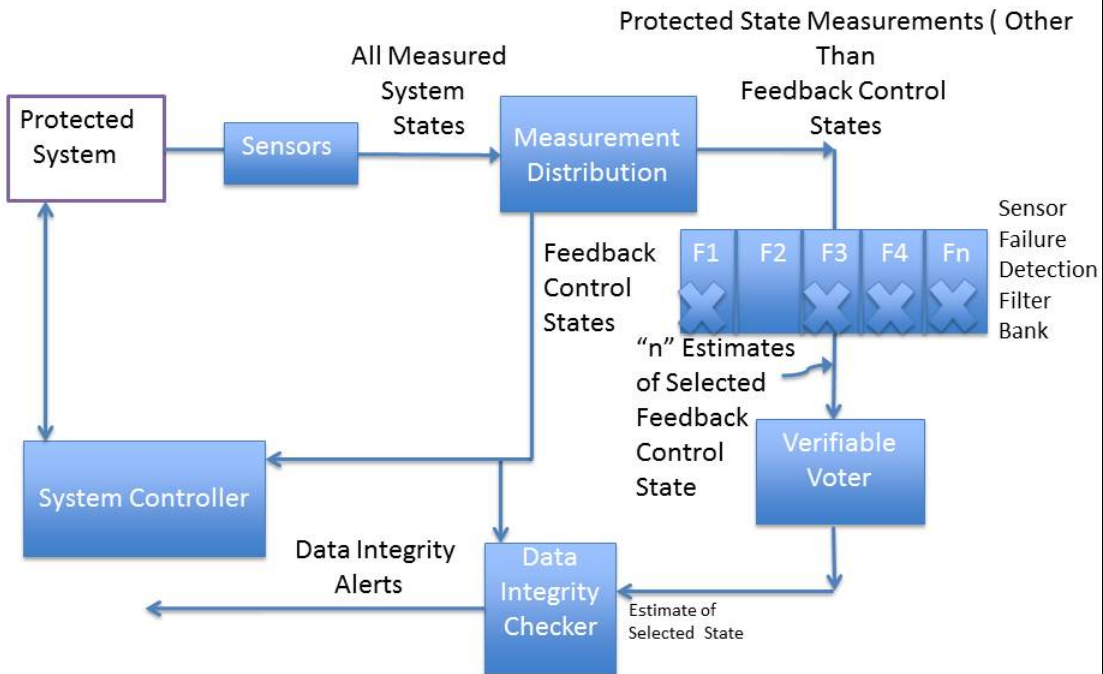 Protected State Measurements ( Other
Than
Feedback Control
States
All Measured
System
States
Protected
System
Sensors
Measurement
Distribution
Feedback
Control
States
F1
F2
F3
F4
Fn
Sensor
Failure
Detection
Filter
Bank
“n” Estimates
of Selected
Feedback
Control
State
Verifiable
Voter
System Controller
Data Integrity
Alerts
Data
Integrity
Checker
Estimate of
Selected State